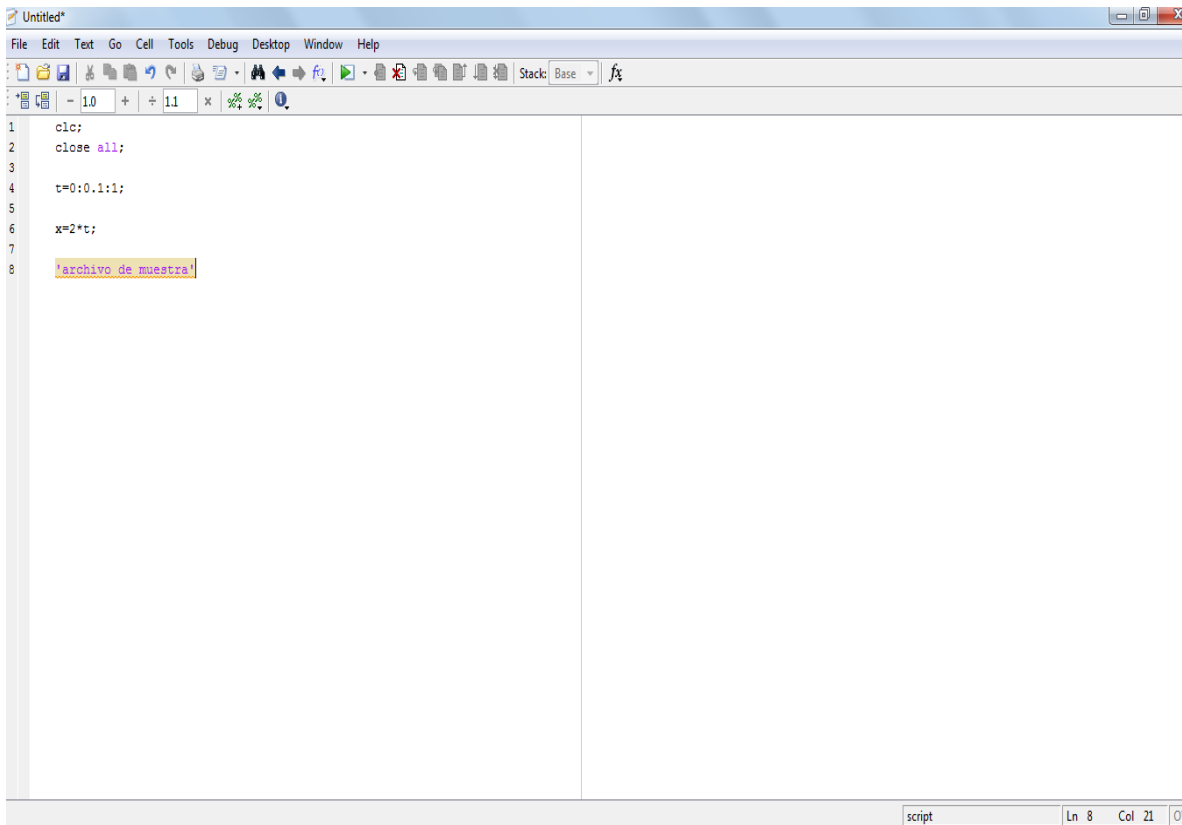 Untitled*
File Edit Text Go Cell Tools Debug Desktop Window Help
Stack: Base fx
- 1.0 + ÷ 1.1 ×
1 clc;
2 close all;
3
4 t=0:0.1:1;
5
6 x=2*t;
7
8 'archivo de muestra'
script Ln 8 Col 21